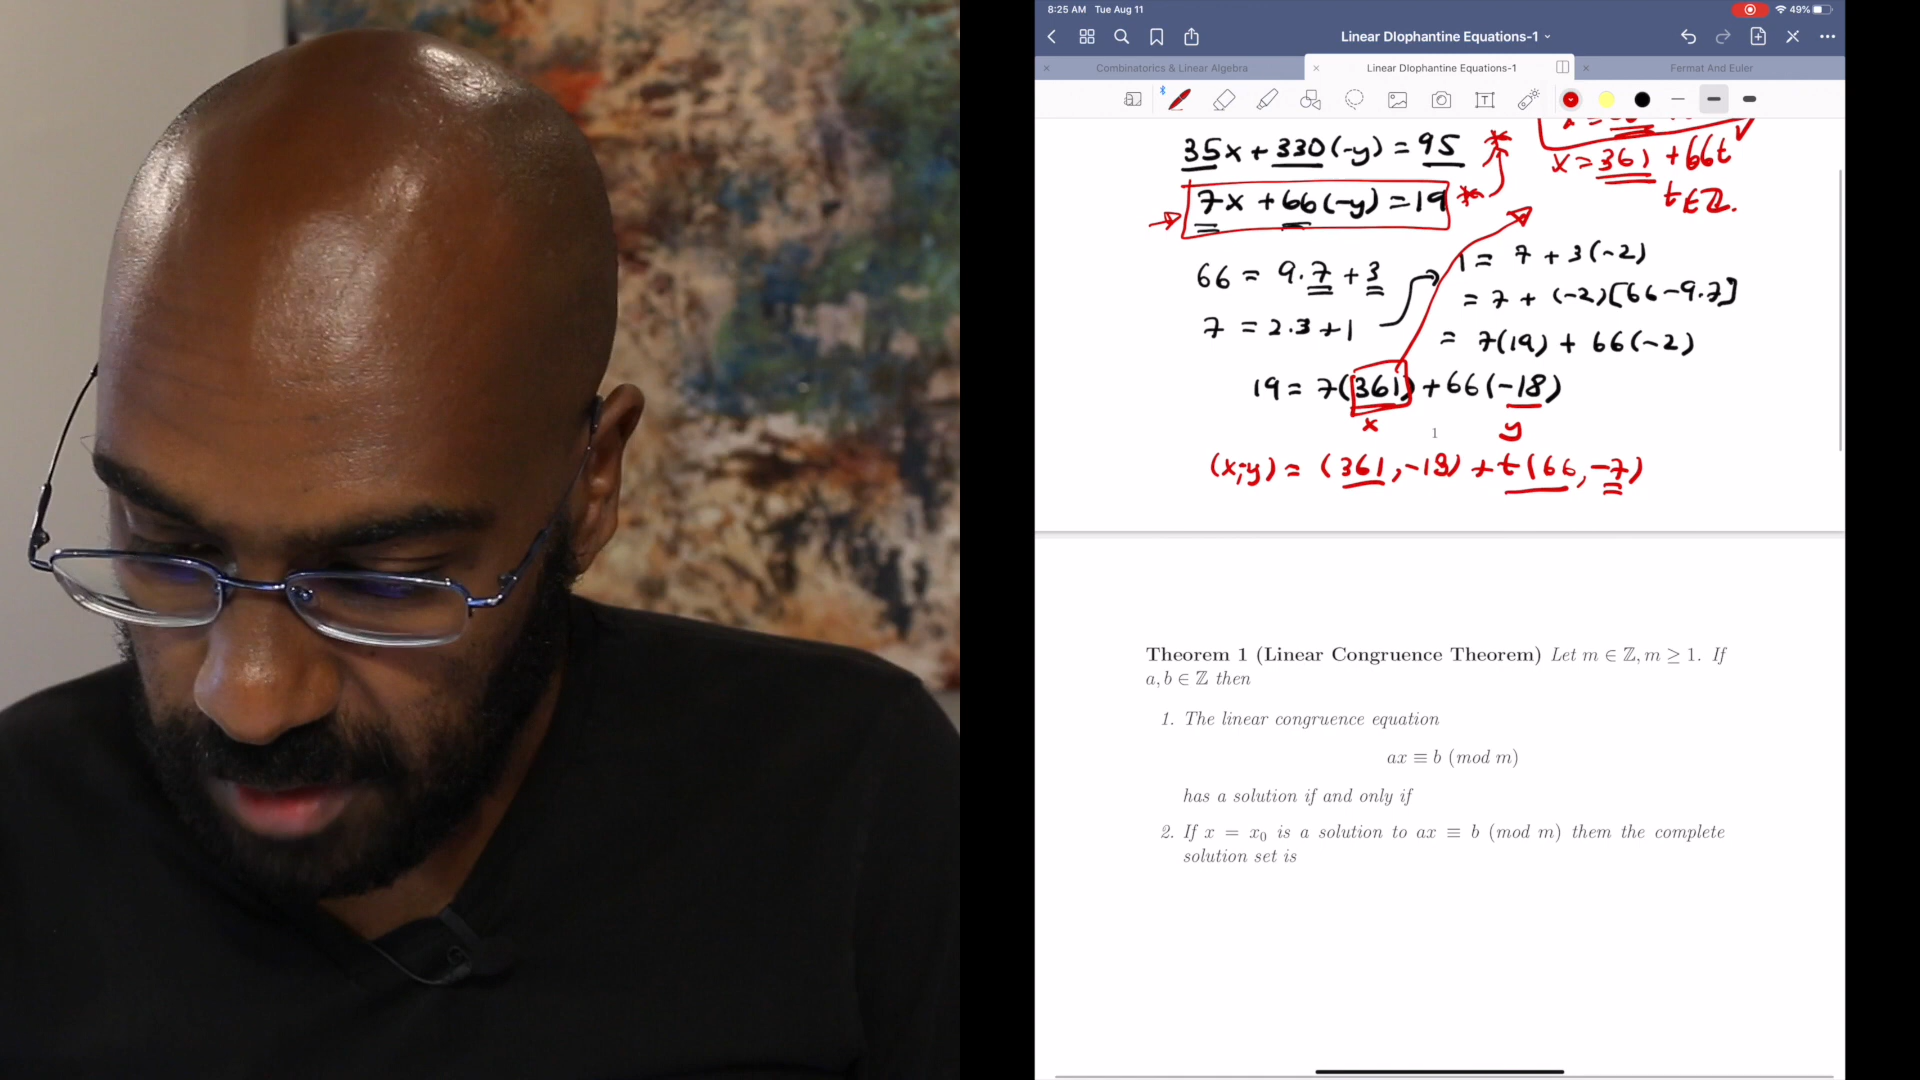 8:25 AM Tue Aug 11
49%
Linear DIophantine Equations-1
Combinatorics & Linear Algebra
Linear DIophantine Equations-1
Fermat And Euler
35x + 330(-y) = 95
x = 361 + 66t
t ∈ ℤ.
7x + 66(-y) = 19
66 = 9.7 + 3
1 = 7 + 3(-2)
= 7 + (-2)[66-9.7]
7 = 2.3 + 1
= 7(19) + 66(-2)
19 = 7(361) + 66(-18)
x
1
y
(x,-y) = (361,-18) + t(66,-7)
Theorem 1 (Linear Congruence Theorem) Let m ∈ ℤ, m ≥ 1. If
a, b ∈ ℤ then
1. The linear congruence equation
ax ≡ b (mod m)
has a solution if and only if
2. If x = x₀ is a solution to ax ≡ b (mod m) them the complete
solution set is